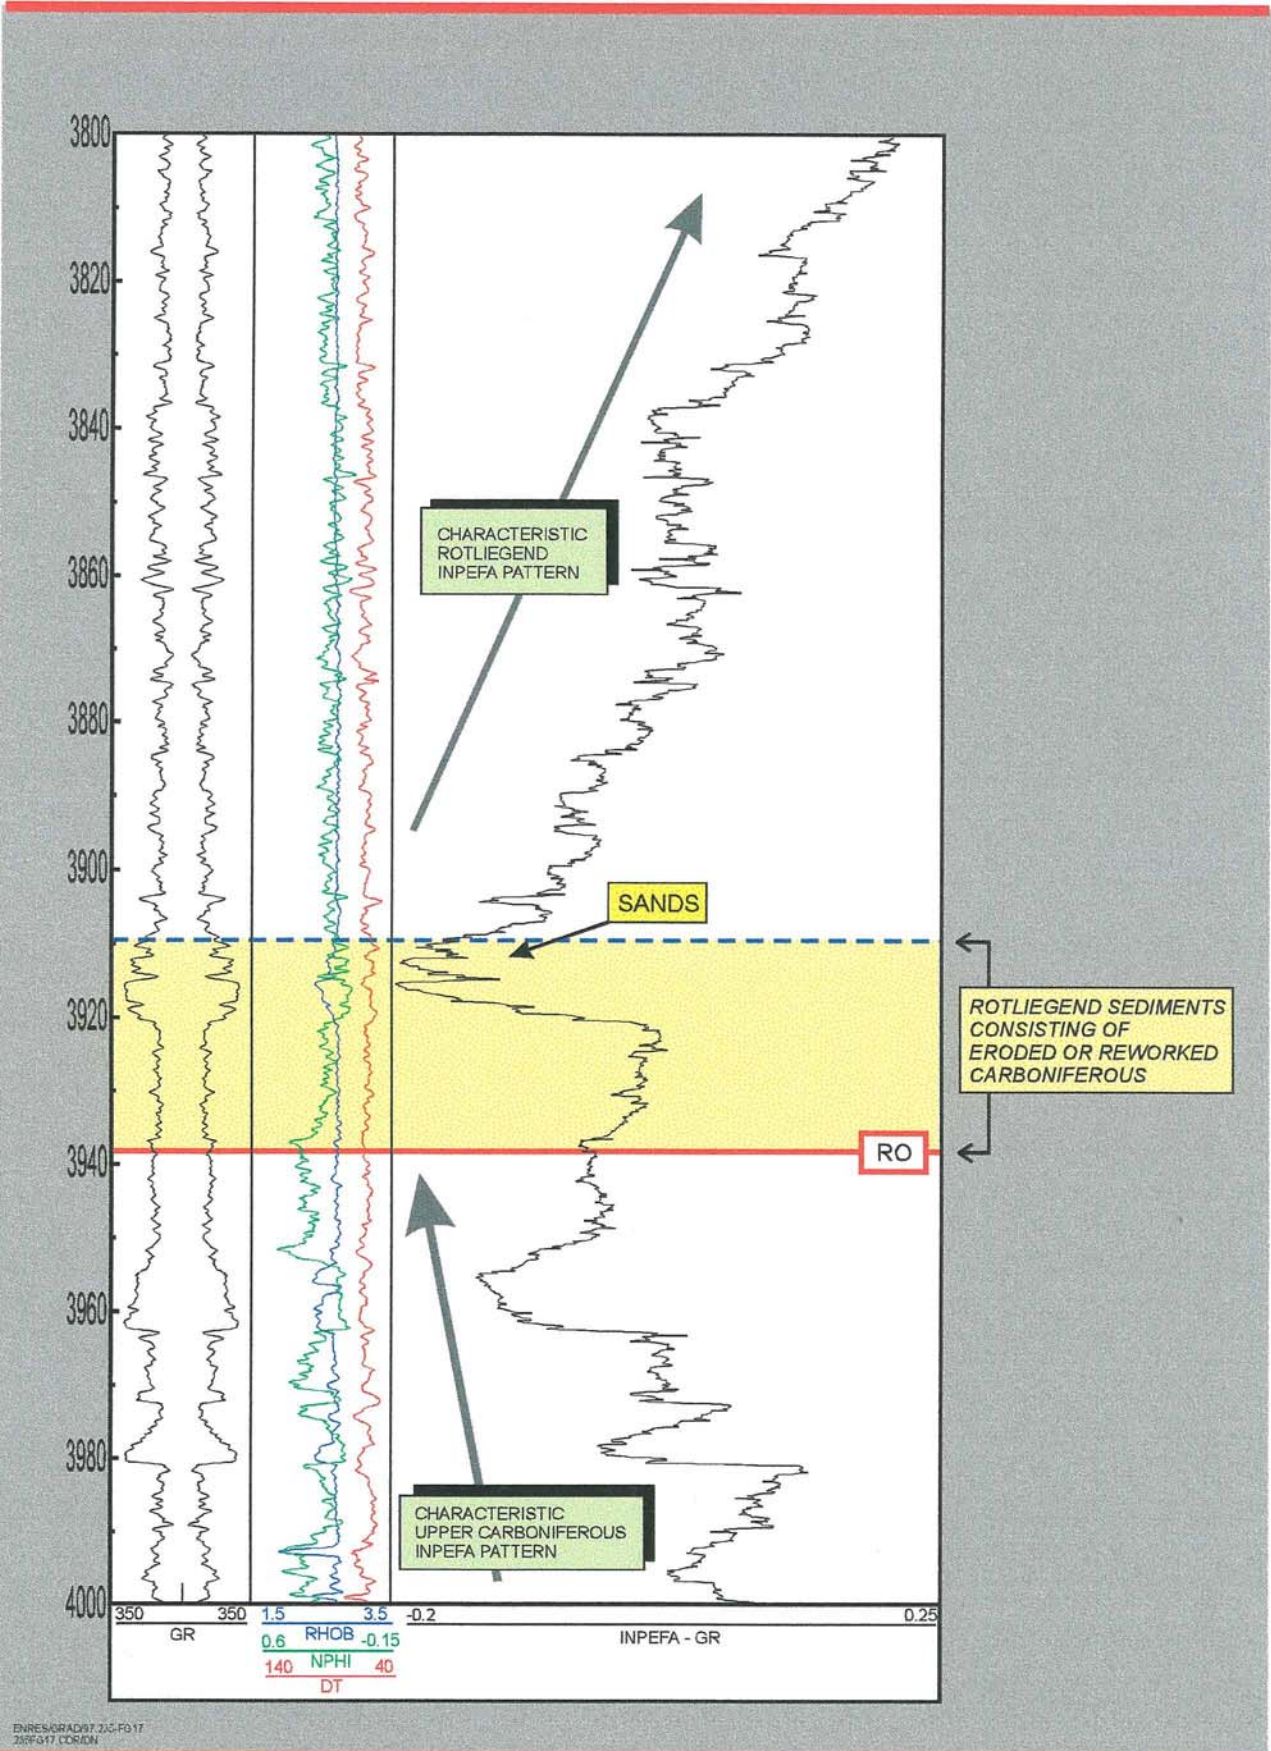 3800
3820
3840
CHARACTERISTIC
ROTLIEGEND
INPEFA PATTERN
3860
3880
3900
SANDS
3920
ROTLIEGEND SEDIMENTS
CONSISTING OF
ERODED OR REWORKED
CARBONIFEROUS
3940
RO
3960
3980
CHARACTERISTIC
UPPER CARBONIFEROUS
INPEFA PATTERN
4000
350 350
GR
1.5 3.5
RHOB
0.6 -0.15
NPHI
140 40
DT
-0.2 0.25
INPEFA - GR